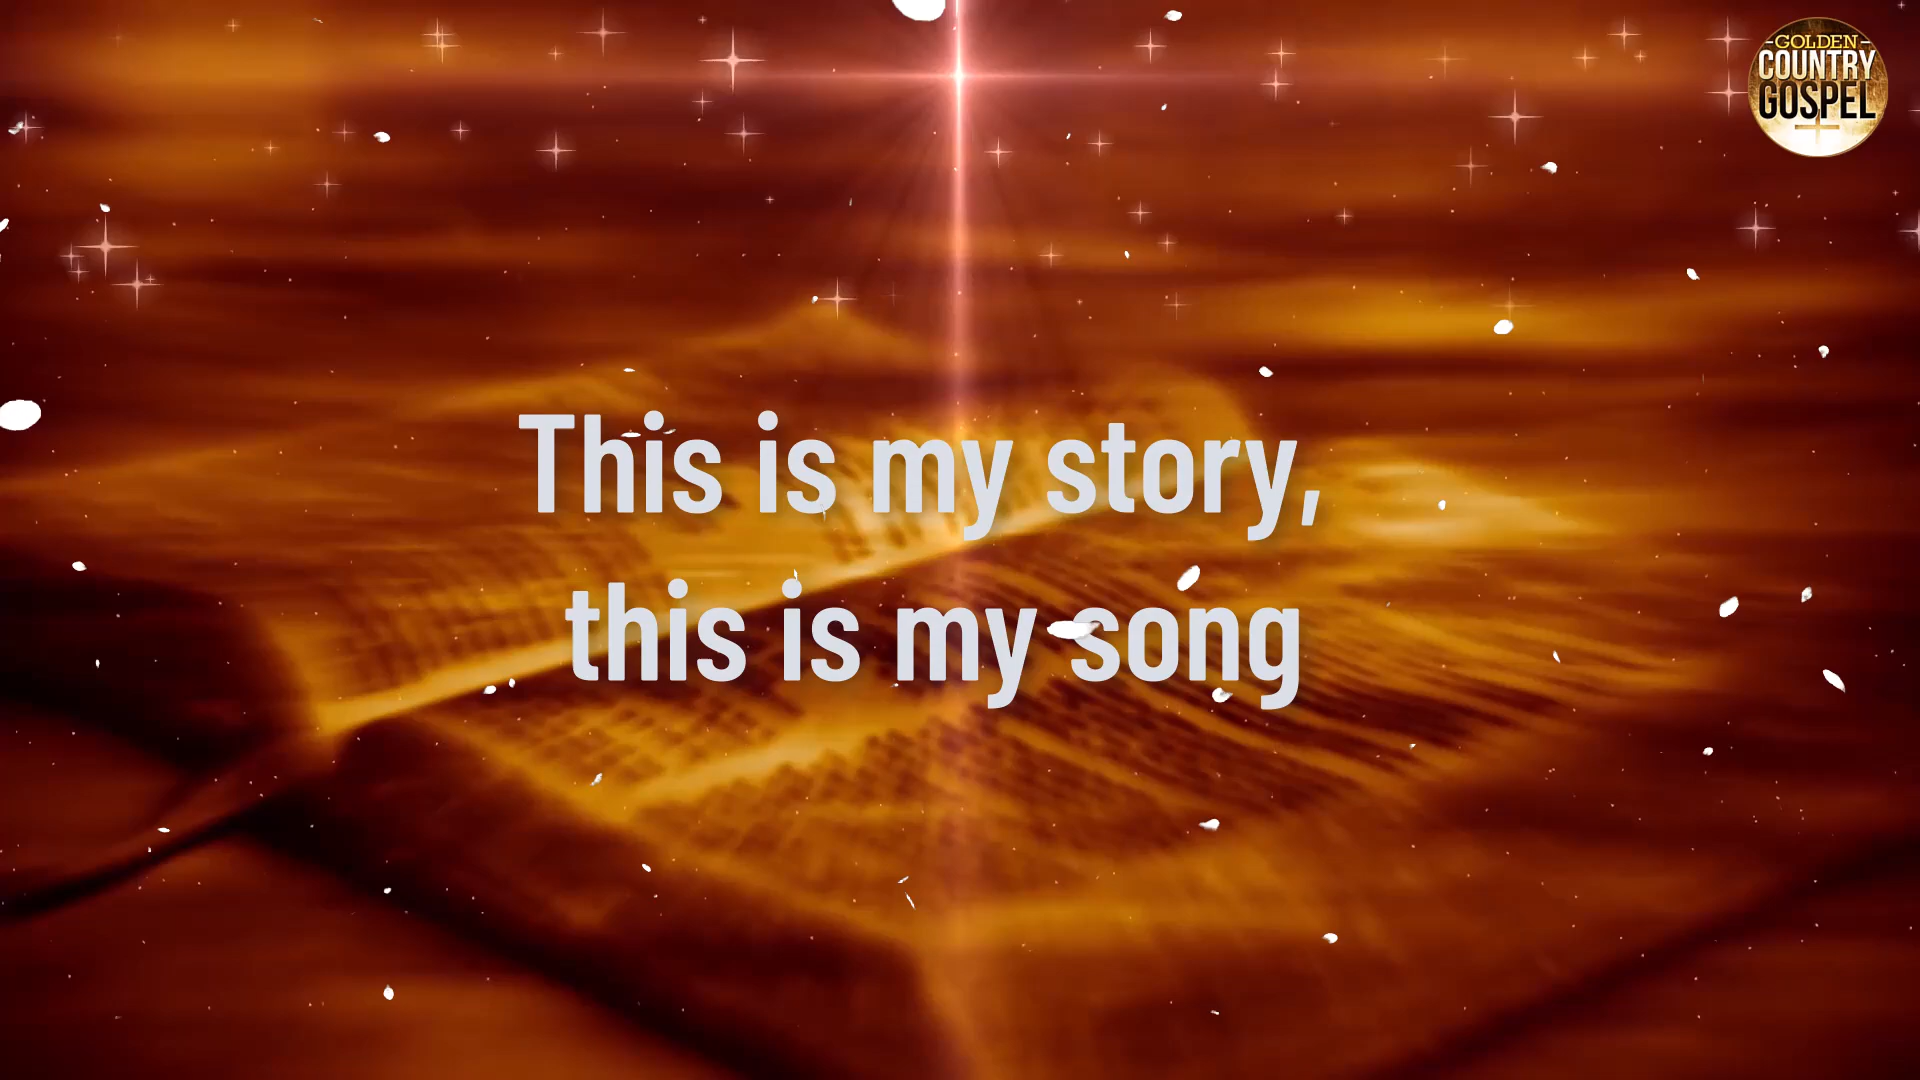 GOLDEN
COUNTRY
GOSPEL
This is my story,
this is my song